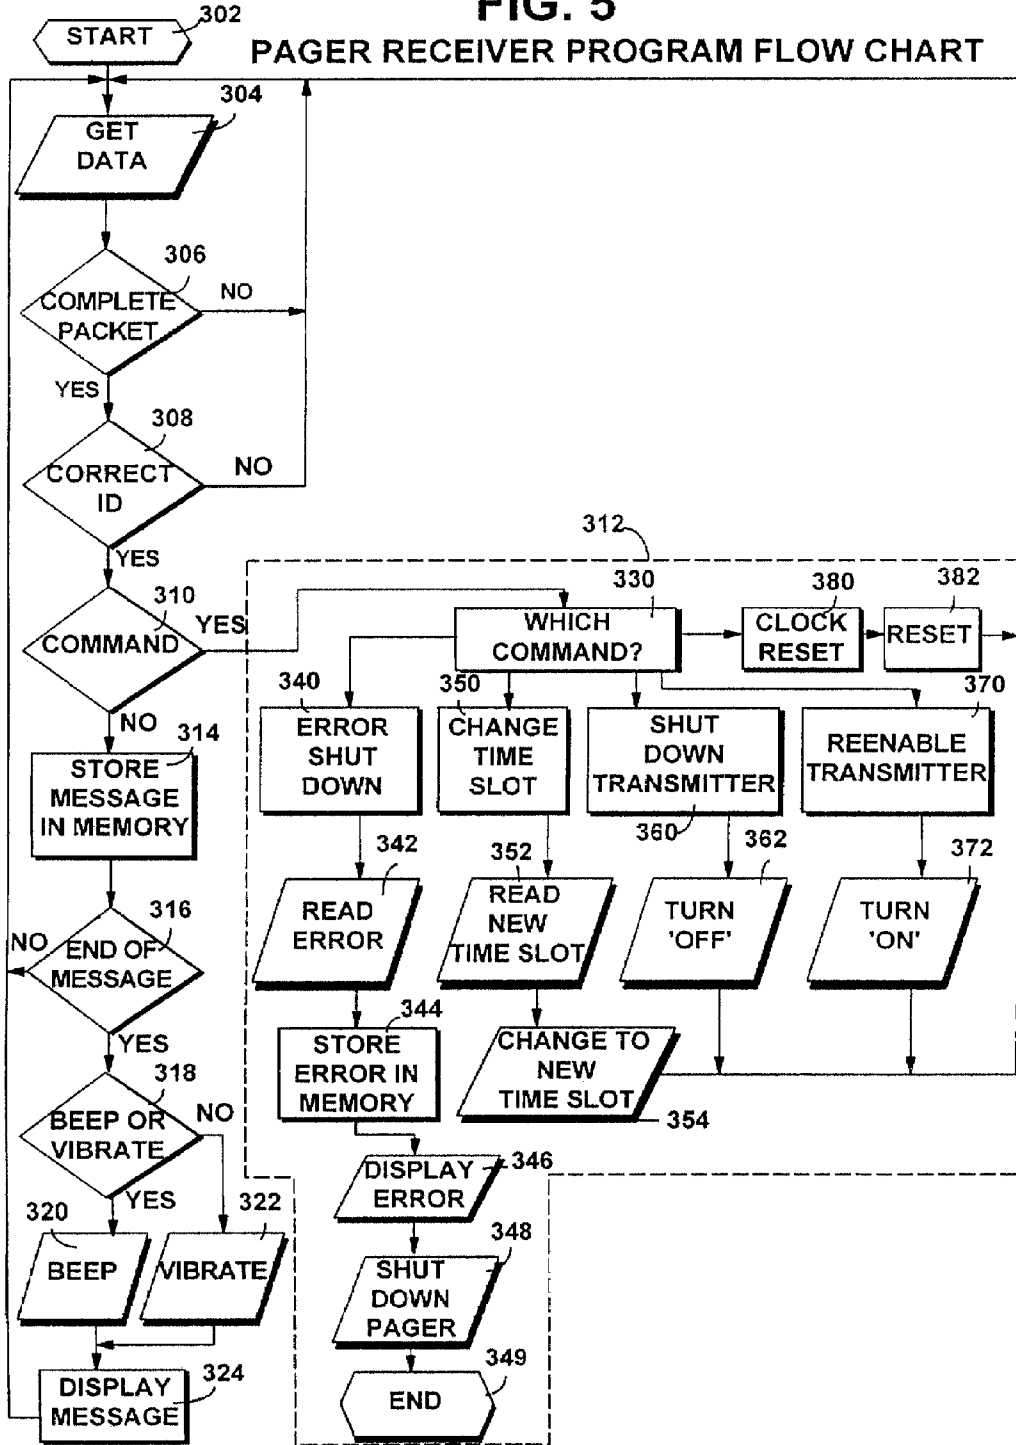 FIG. 5
PAGER RECEIVER PROGRAM FLOW CHART
302
START
304
GET
DATA
306
COMPLETE
PACKET
NO
YES
308
CORRECT
ID
NO
YES
310
COMMAND
YES
NO
314
STORE
MESSAGE
IN MEMORY
316
END OF
MESSAGE
NO
YES
318
BEEP OR
VIBRATE
NO
YES
320
BEEP
322
VIBRATE
324
DISPLAY
MESSAGE
312
330
WHICH
COMMAND?
380
CLOCK
RESET
382
RESET
340
ERROR
SHUT
DOWN
350
CHANGE
TIME
SLOT
SHUT
DOWN
TRANSMITTER
360
370
REENABLE
TRANSMITTER
342
READ
ERROR
352
READ
NEW
TIME SLOT
362
TURN
'OFF'
372
TURN
'ON'
344
STORE
ERROR IN
MEMORY
CHANGE TO
NEW
TIME SLOT
354
346
DISPLAY
ERROR
348
SHUT
DOWN
PAGER
349
END